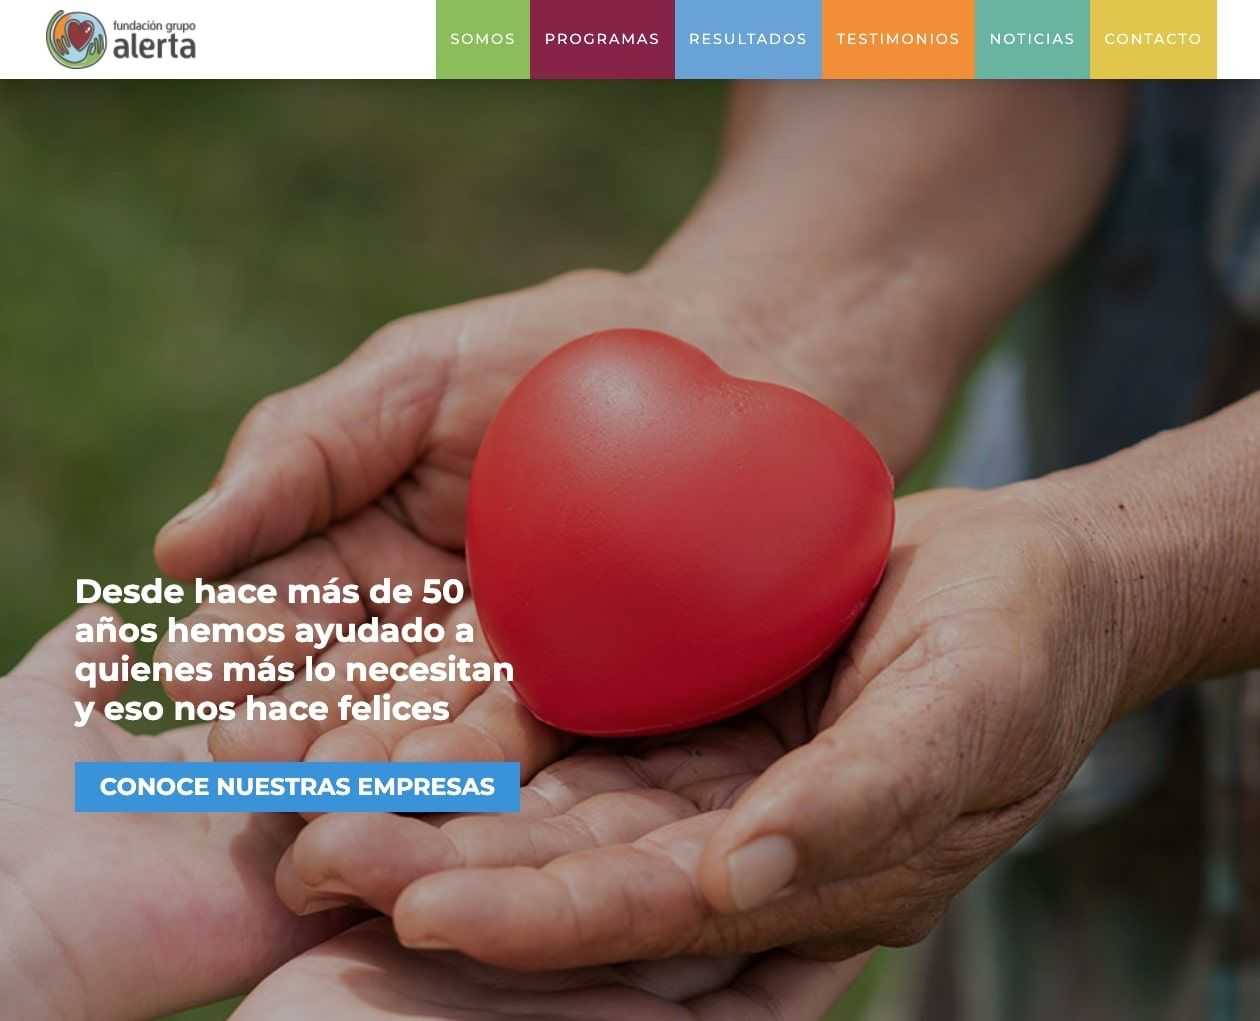 fundación grupo
alerta
SOMOS
PROGRAMAS
RESULTADOS
TESTIMONIOS
NOTICIAS
CONTACTO
Desde hace más de 50
años hemos ayudado a
quienes más lo necesitan
y eso nos hace felices
CONOCE NUESTRAS EMPRESAS